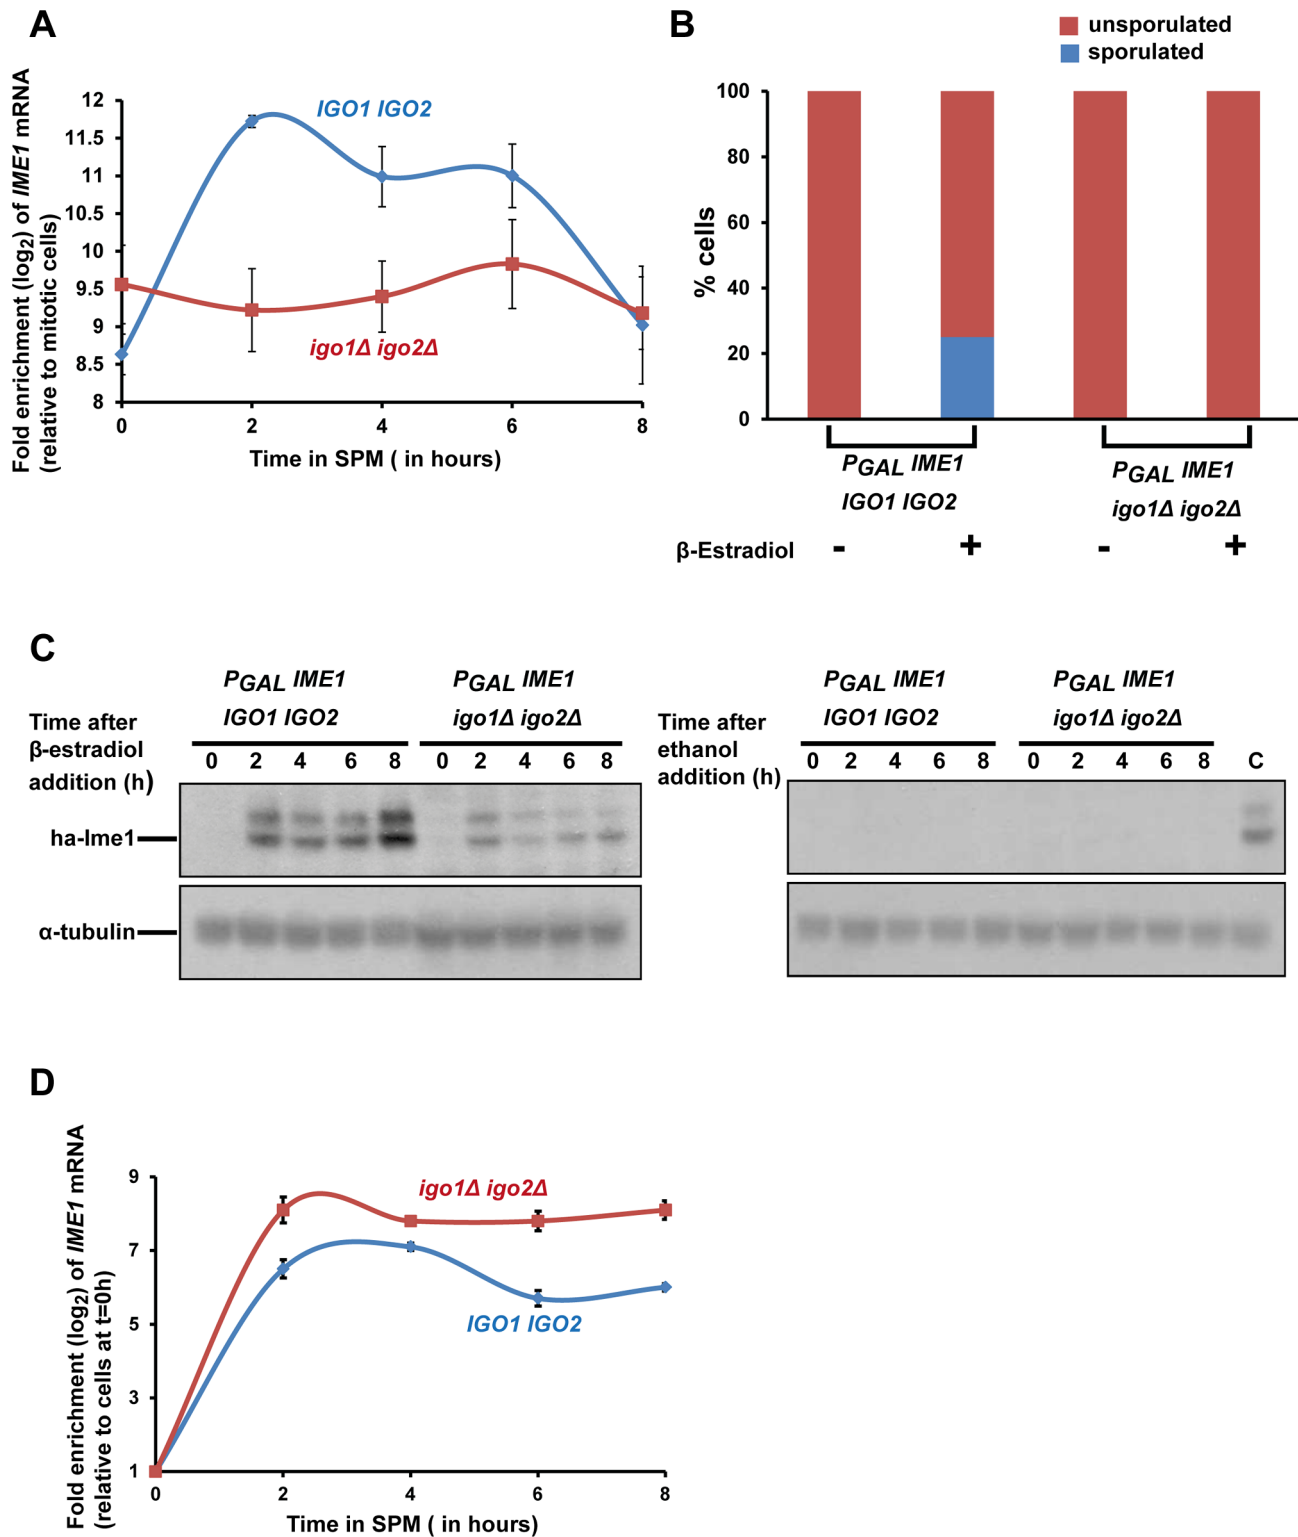 A
Fold enrichment (log2) of IME1 mRNA
(relative to mitotic cells)
12
11.5
11
10.5
10
9.5
9
8.5
8
IGO1 IGO2
igo1Δ igo2Δ
0 2 4 6 8
Time in SPM ( in hours)
B
unsporulated
sporulated
% cells
100
80
60
40
20
0
PGAL IME1 PGAL IME1
IGO1 IGO2 igo1Δ igo2Δ
β-Estradiol - + - +
C
PGAL IME1 PGAL IME1
IGO1 IGO2 igo1Δ igo2Δ
Time after
β-estradiol
addition (h)
0 2 4 6 8 0 2 4 6 8
ha-Ime1
α-tubulin
PGAL IME1 PGAL IME1
IGO1 IGO2 igo1Δ igo2Δ
Time after
ethanol
addition (h)
0 2 4 6 8 0 2 4 6 8 C
D
Fold enrichment (log2) of IME1 mRNA
(relative to cells at t=0h)
9
7
5
3
1
igo1Δ igo2Δ
IGO1 IGO2
0 2 4 6 8
Time in SPM ( in hours)